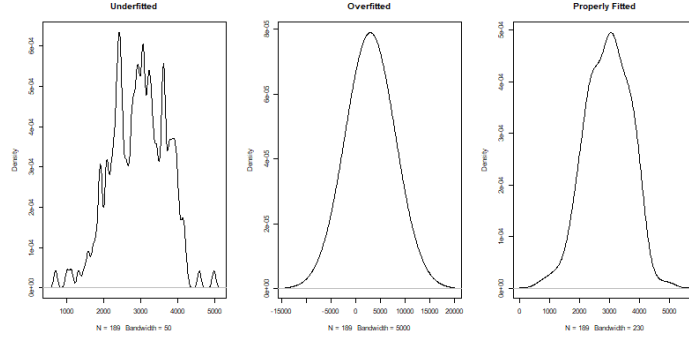 Underfitted
Density
0e+00 1e-04 2e-04 3e-04 4e-04 5e-04 6e-04
1000 2000 3000 4000 5000
N = 189 Bandwidth = 50
Overfitted
Density
0e+00 2e-05 4e-05 6e-05 8e-05
-15000 -5000 0 5000 10000 15000 20000
N = 189 Bandwidth = 5000
Properly Fitted
Density
0e+00 1e-04 2e-04 3e-04 4e-04 5e-04
0 1000 2000 3000 4000 5000
N = 189 Bandwidth = 230